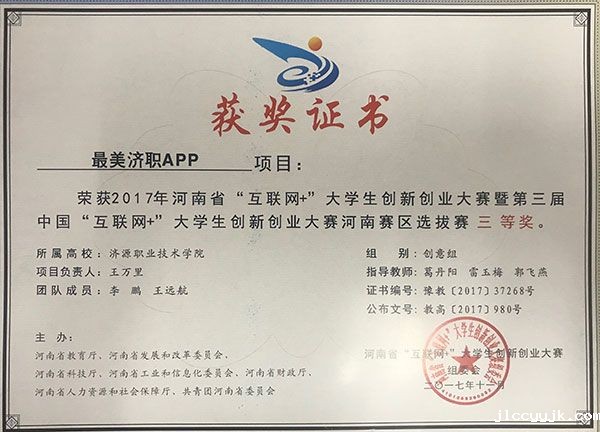 获奖证书
最美济职APP 项目：
荣获2017年河南省“互联网+”大学生创新创业大赛暨第三届
中国“互联网+”大学生创新创业大赛河南赛区选拔赛 三 等奖。
所属高校：济源职业技术学院
项目负责人：王万里
团队成员：李 鹏 王远航
组 别：创意组
指导教师：葛丹阳 雷玉梅 郭飞燕
证书编号：豫教〔2017〕37268号
公布文号：教高〔2017〕980号
主 办：
河南省教育厅、河南省发展和改革委员会、
河南省科技厅、河南省工业和信息化委员会、河南省财政厅、
河南省人力资源和社会保障厅、共青团河南省委员会
河南省“互联网+”大学生创新创业大赛
组委会
二〇一七年十一月
jlccyyjk.com